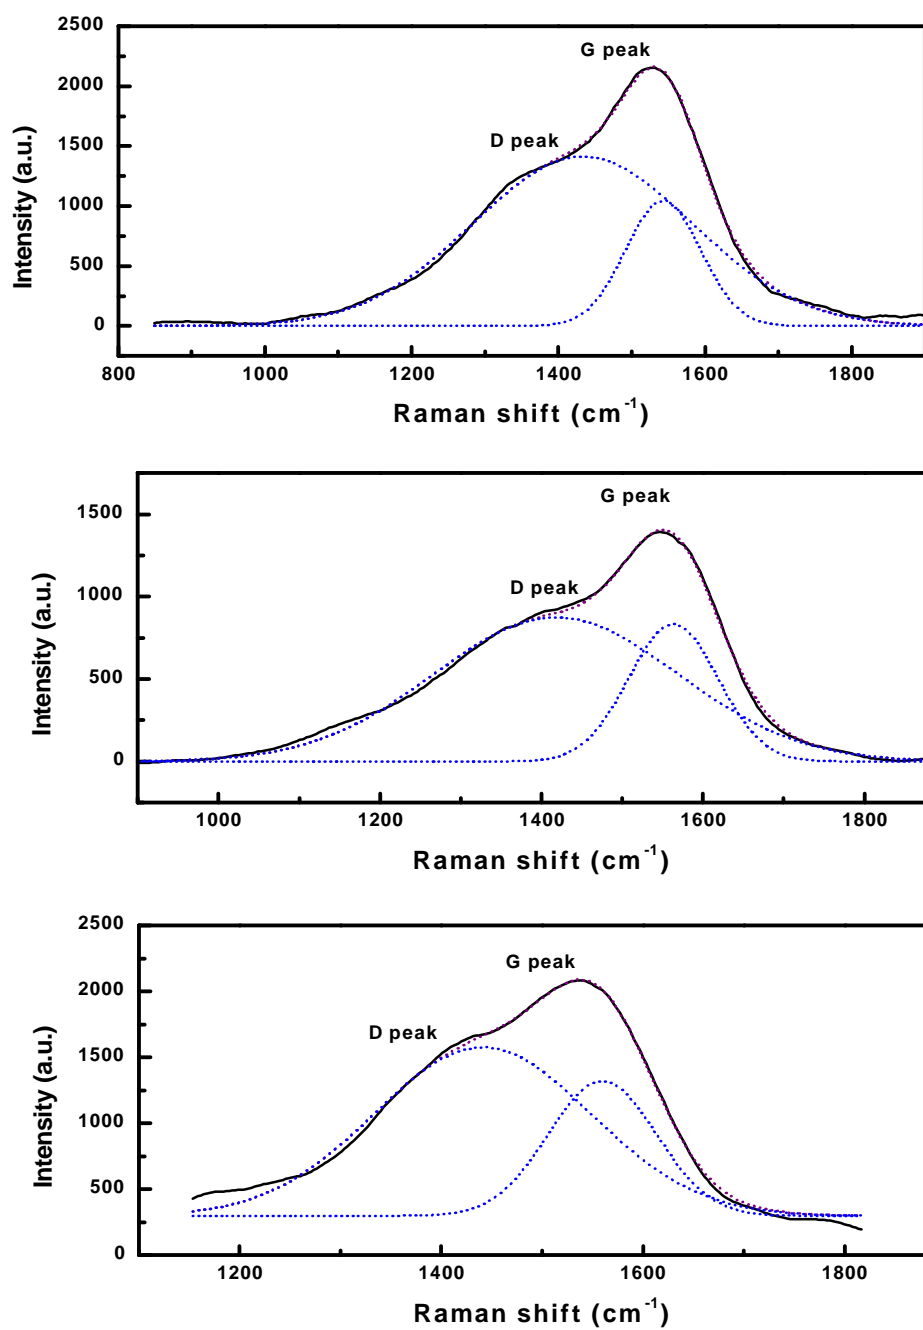 2500
G peak
2000
D peak
1500
1000
500
0
Intensity (a.u.)
800 1000 1200 1400 1600 1800
Raman shift (cm-1)
G peak
1500
D peak
1000
500
0
Intensity (a.u.)
1000 1200 1400 1600 1800
Raman shift (cm-1)
2500
G peak
2000
D peak
1500
1000
500
0
Intensity (a.u.)
1200 1400 1600 1800
Raman shift (cm-1)